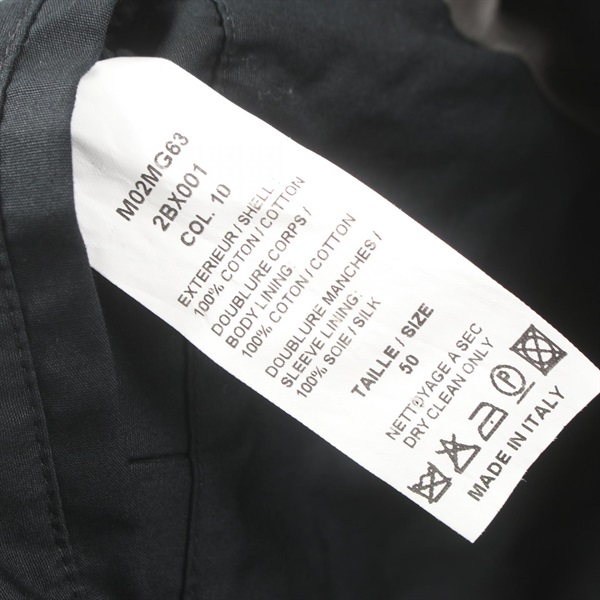 M02MG63
2BX001
COL. 10
EXTERIEUR / SHELL:
100% COTON / COTTON
DOUBLURE CORPS /
BODY LINING:
100% COTON / COTTON
DOUBLURE MANCHES /
SLEEVE LINING:
100% SOIE / SILK
TAILLE / SIZE
50
NETTOYAGE A SEC
DRY CLEAN ONLY
P
MADE IN ITALY